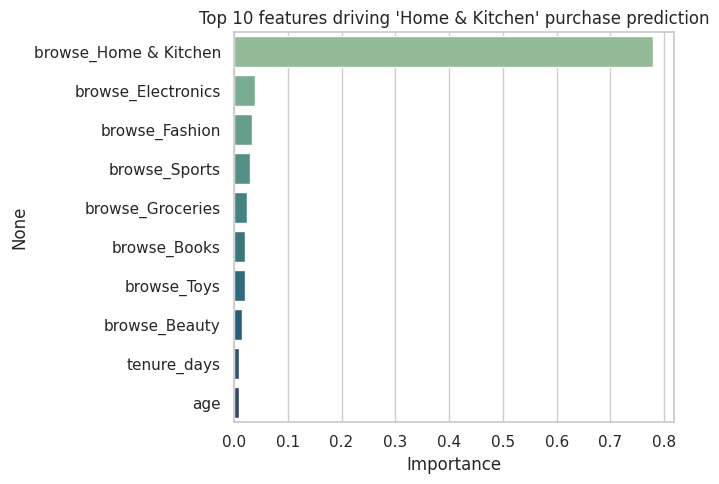 Top 10 features driving 'Home & Kitchen' purchase prediction
browse_Home & Kitchen
browse_Electronics
browse_Fashion
browse_Sports
browse_Groceries
browse_Books
browse_Toys
browse_Beauty
tenure_days
age
None
0.0 0.1 0.2 0.3 0.4 0.5 0.6 0.7 0.8
Importance